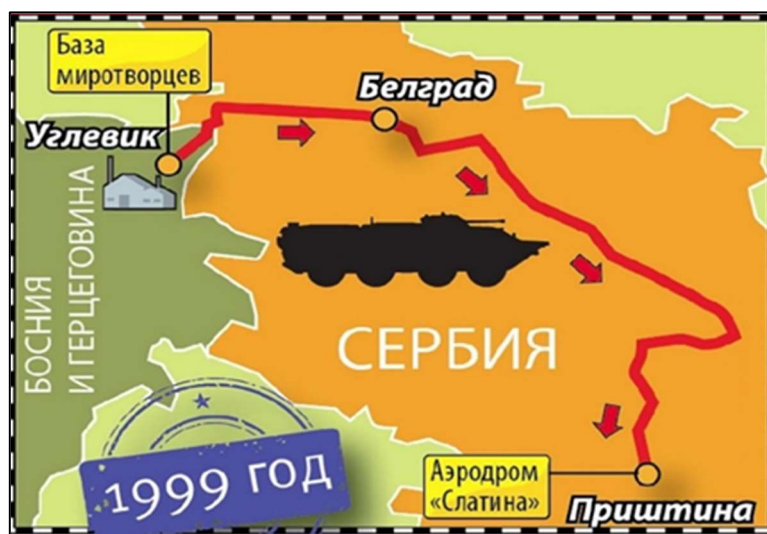 База
миротворцев
Белград
Углевик
БОСНИЯ
И ГЕРЦЕГОВИНА
СЕРБИЯ
1999 ГОД
Аэродром
«Слатина»
Приштина